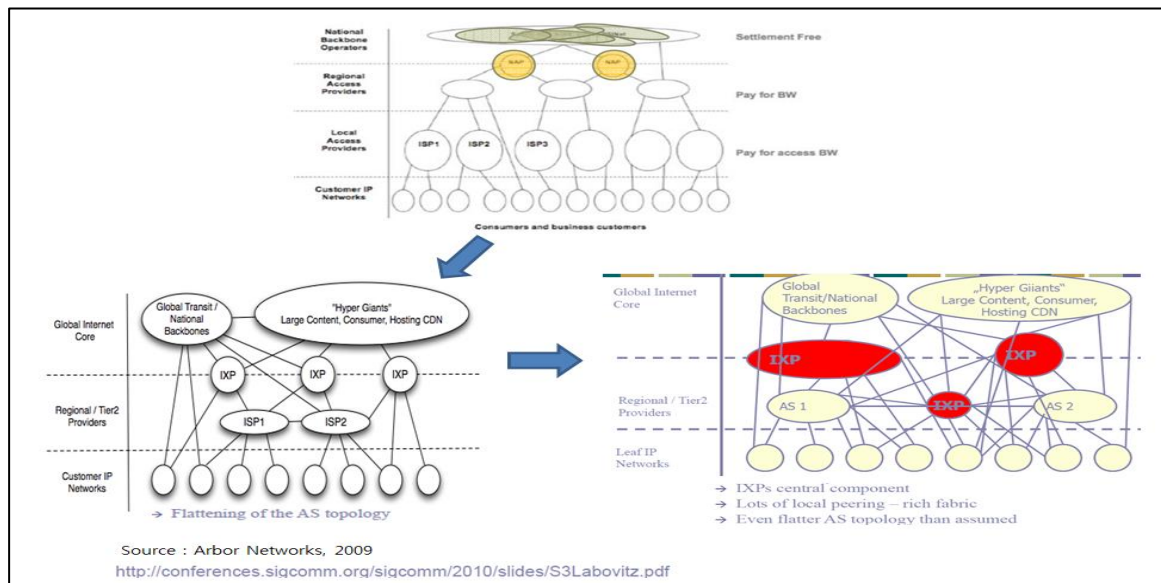 National
Backbone
Operators
Settlement Free
NAP
NAP
Regional
Access
Providers
Pay for BW
Local
Access
Providers
ISP1
ISP2
ISP3
Pay for access BW
Customer IP
Networks
Consumers and business customers
Global Internet
Core
Global Transit /
National
Backbones
"Hyper Giants"
Large Content, Consumer, Hosting CDN
IXP
IXP
IXP
Regional / Tier2
Providers
ISP1
ISP2
Customer IP
Networks
→ Flattening of the AS topology
Global Internet
Core
Global
Transit/National
Backbones
„Hyper Giiants“
Large Content, Consumer,
Hosting CDN
IXP
IXP
Regional / Tier2
Providers
AS 1
IXP
AS 2
Leaf IP
Networks
→ IXPs central component
→ Lots of local peering – rich fabric
→ Even flatter AS topology than assumed
Source : Arbor Networks, 2009
http://conferences.sigcomm.org/sigcomm/2010/slides/S3Labovitz.pdf